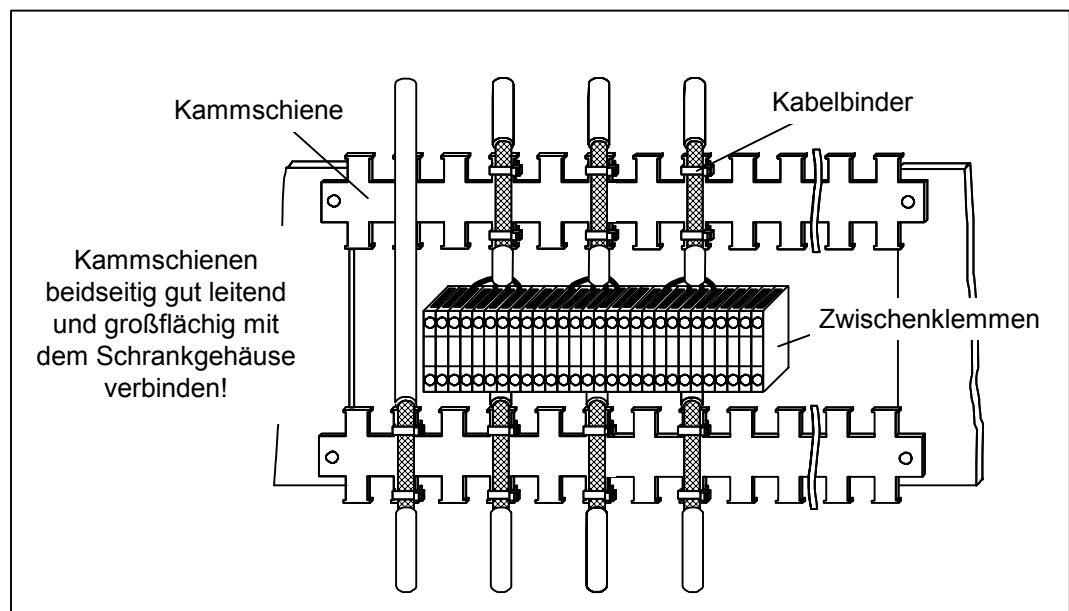 Kammschiene
Kabelbinder
Kammschienen
beidseitig gut leitend
und großflächig mit
dem Schrankgehäuse
verbinden!
Zwischenklemmen